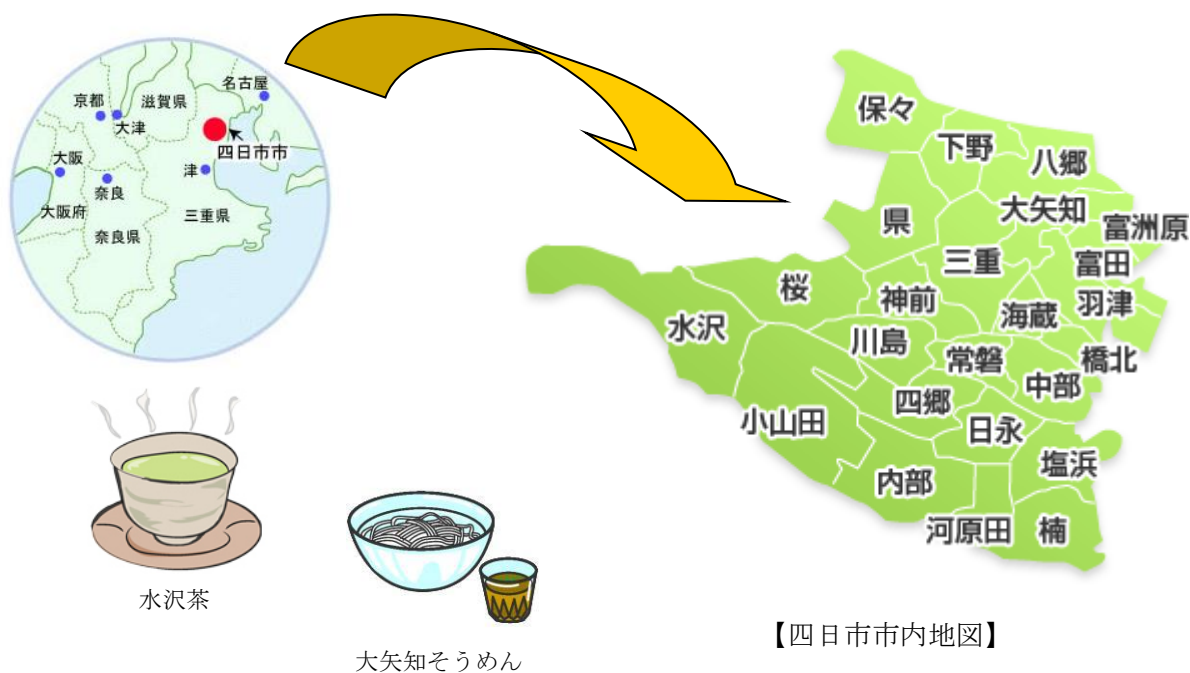 名古屋
京都
滋賀県
大津
四日市市
大阪
津
奈良
大阪府
三重県
奈良県
水沢茶
大矢知そうめん
保々
下野
八郷
大矢知
県
富洲原
三重
富田
桜
神前
羽津
海蔵
水沢
川島
常磐
橋北
中部
四郷
小山田
日永
塩浜
内部
河原田
楠
【四日市市内地図】